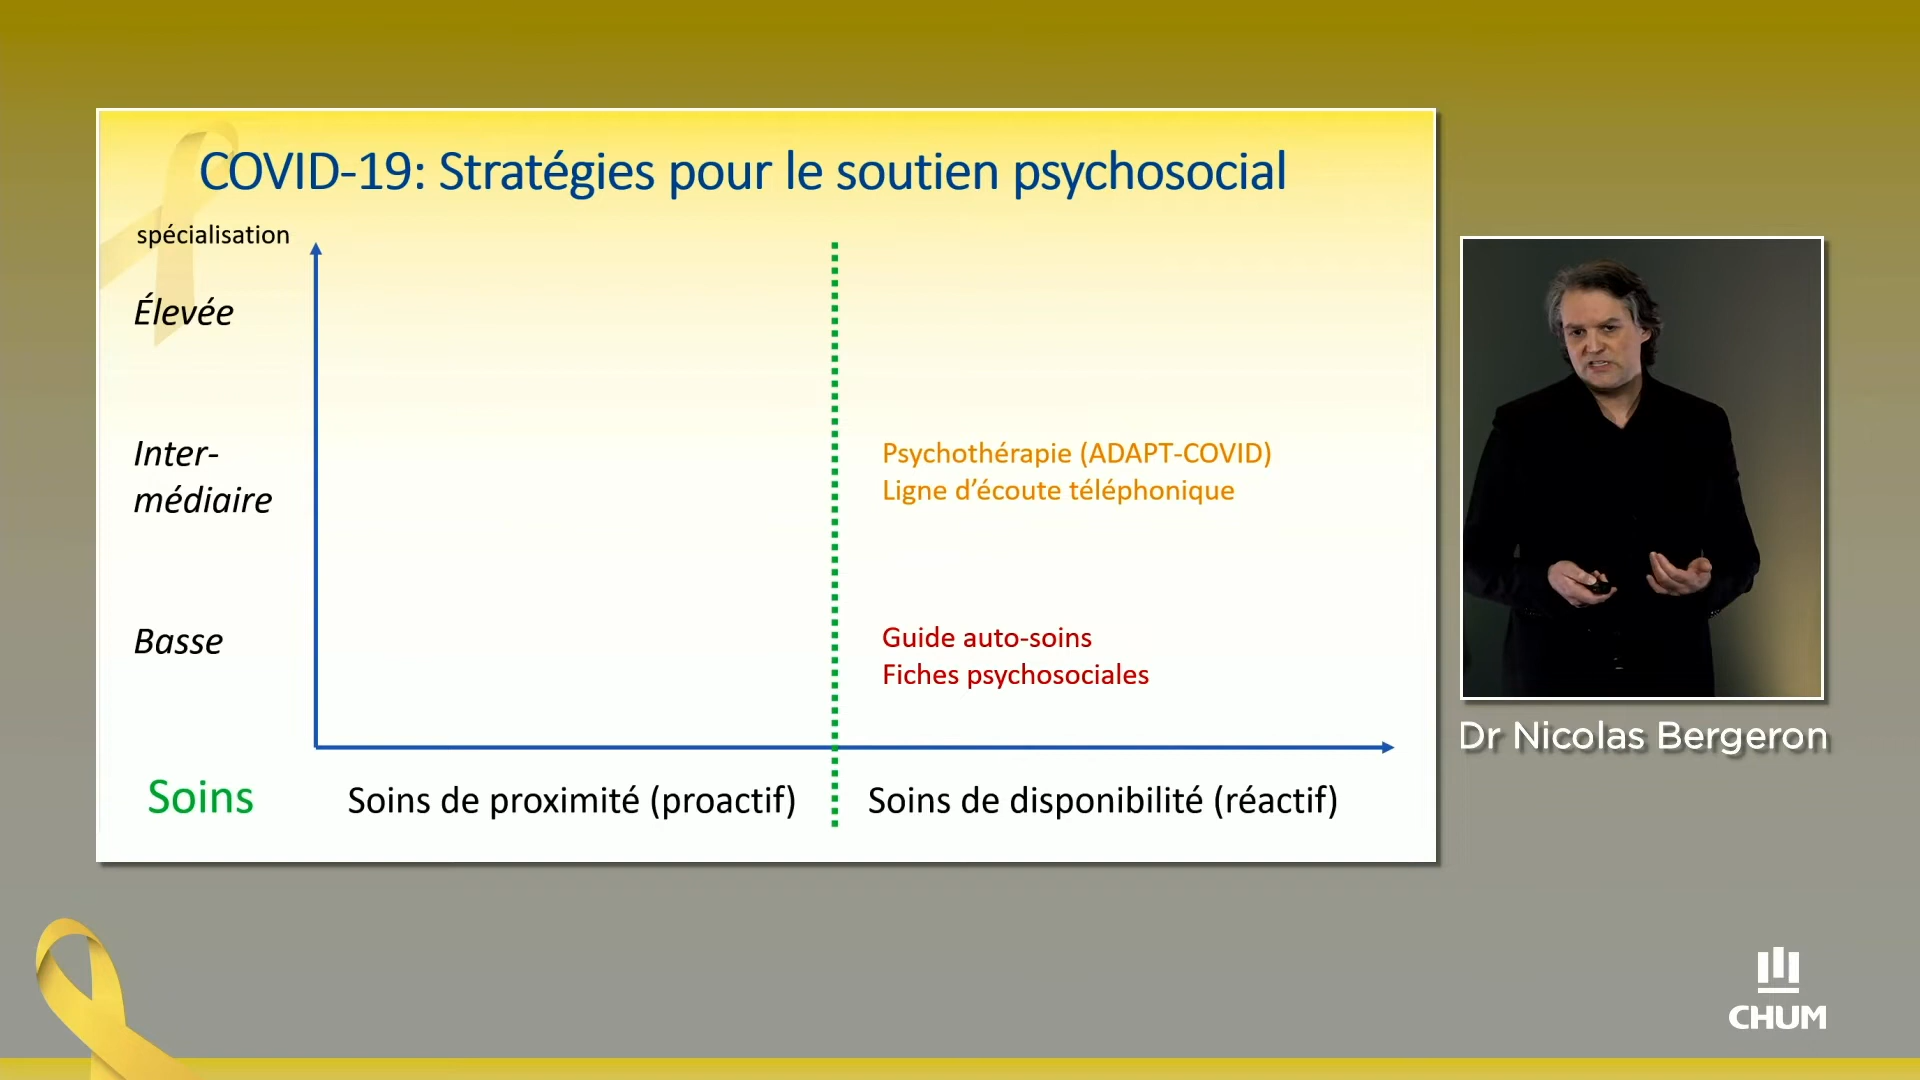 COVID-19: Stratégies pour le soutien psychosocial
spécialisation
Élevée
Inter-
médiaire
Psychothérapie (ADAPT-COVID)
Ligne d’écoute téléphonique
Basse
Guide auto-soins
Fiches psychosociales
Soins
Soins de proximité (proactif)
Soins de disponibilité (réactif)
Dr Nicolas Bergeron
CHUM